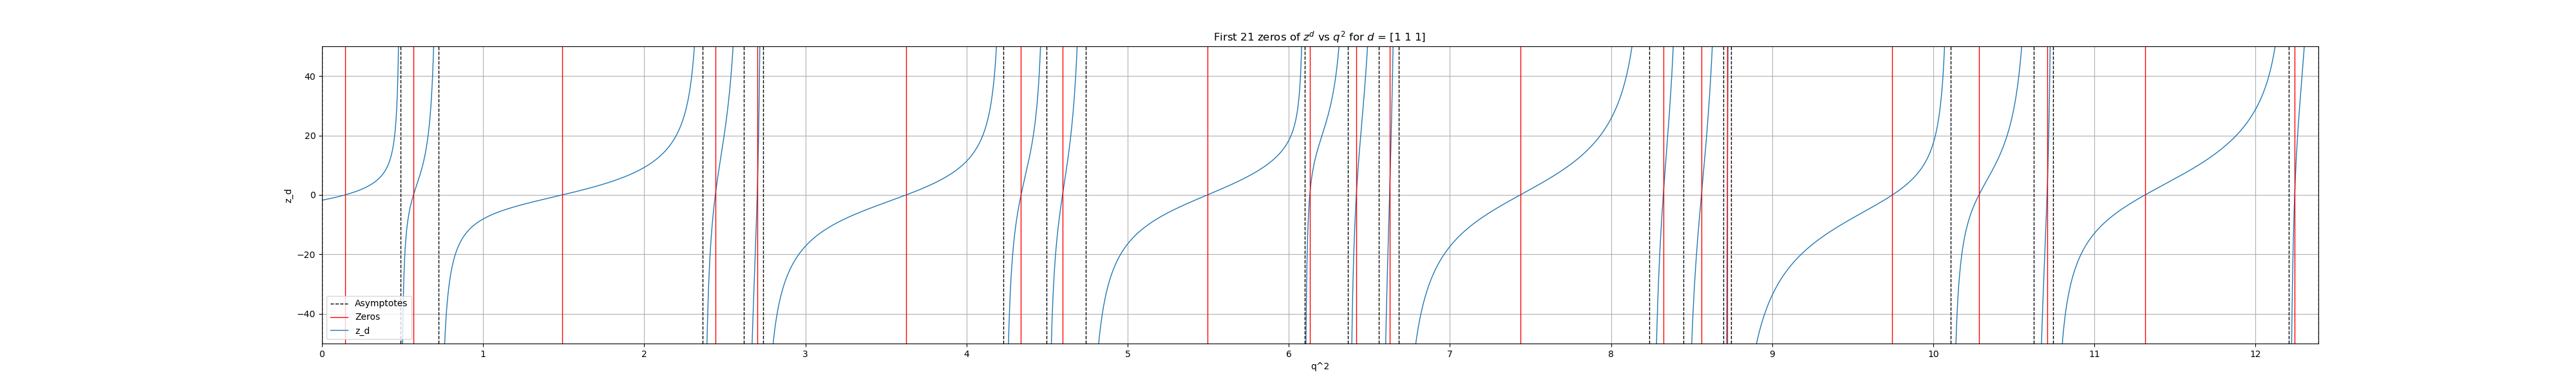 First 21 zeros of z^d vs q^2 for d = [1 1 1]
z_d
40
20
0
−20
−40
Asymptotes
Zeros
z_d
0 1 2 3 4 5 6 7 8 9 10 11 12
q^2